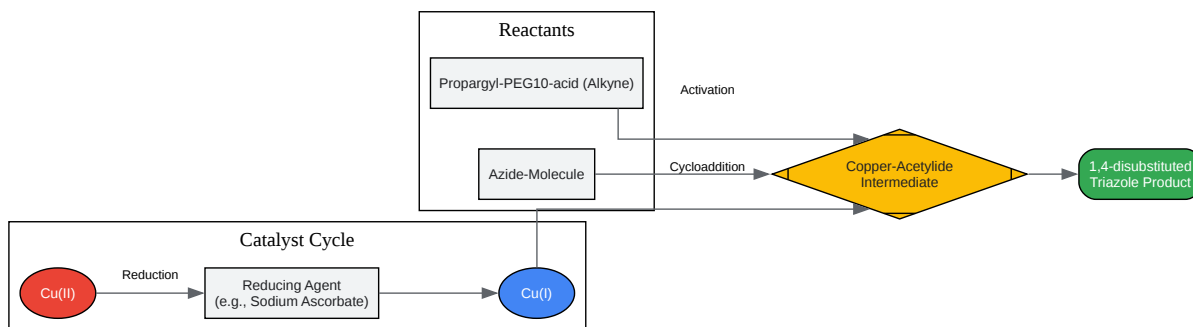 Reactants
Propargyl-PEG10-acid (Alkyne)
Activation
Azide-Molecule
Cycloaddition
Copper-Acetylide
Intermediate
1,4-disubstituted
Triazole Product
Catalyst Cycle
Cu(II)
Reduction
Reducing Agent
(e.g., Sodium Ascorbate)
Cu(I)